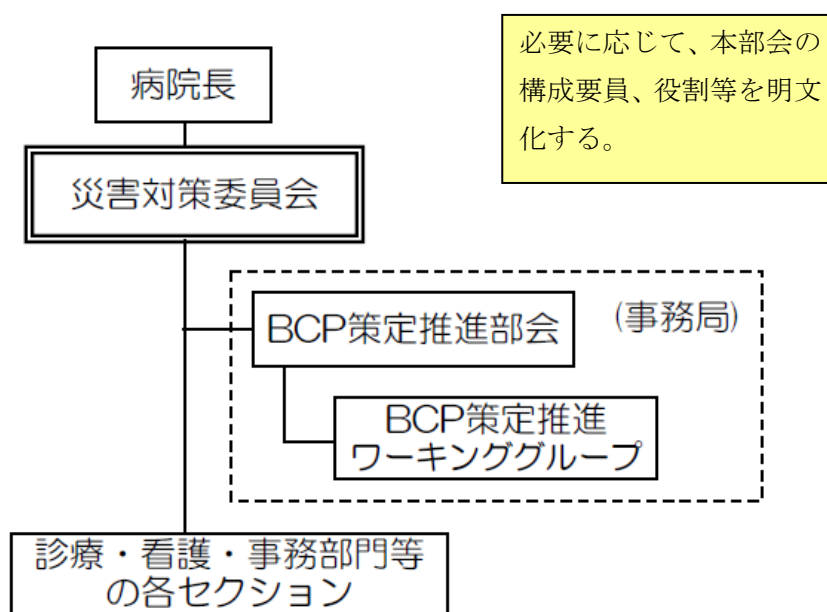 病院長
必要に応じて、本部会の
構成要員、役割等を明文
化する。
災害対策委員会
BCP策定推進部会
(事務局)
BCP策定推進
ワーキンググループ
診療・看護・事務部門等
の各セクション